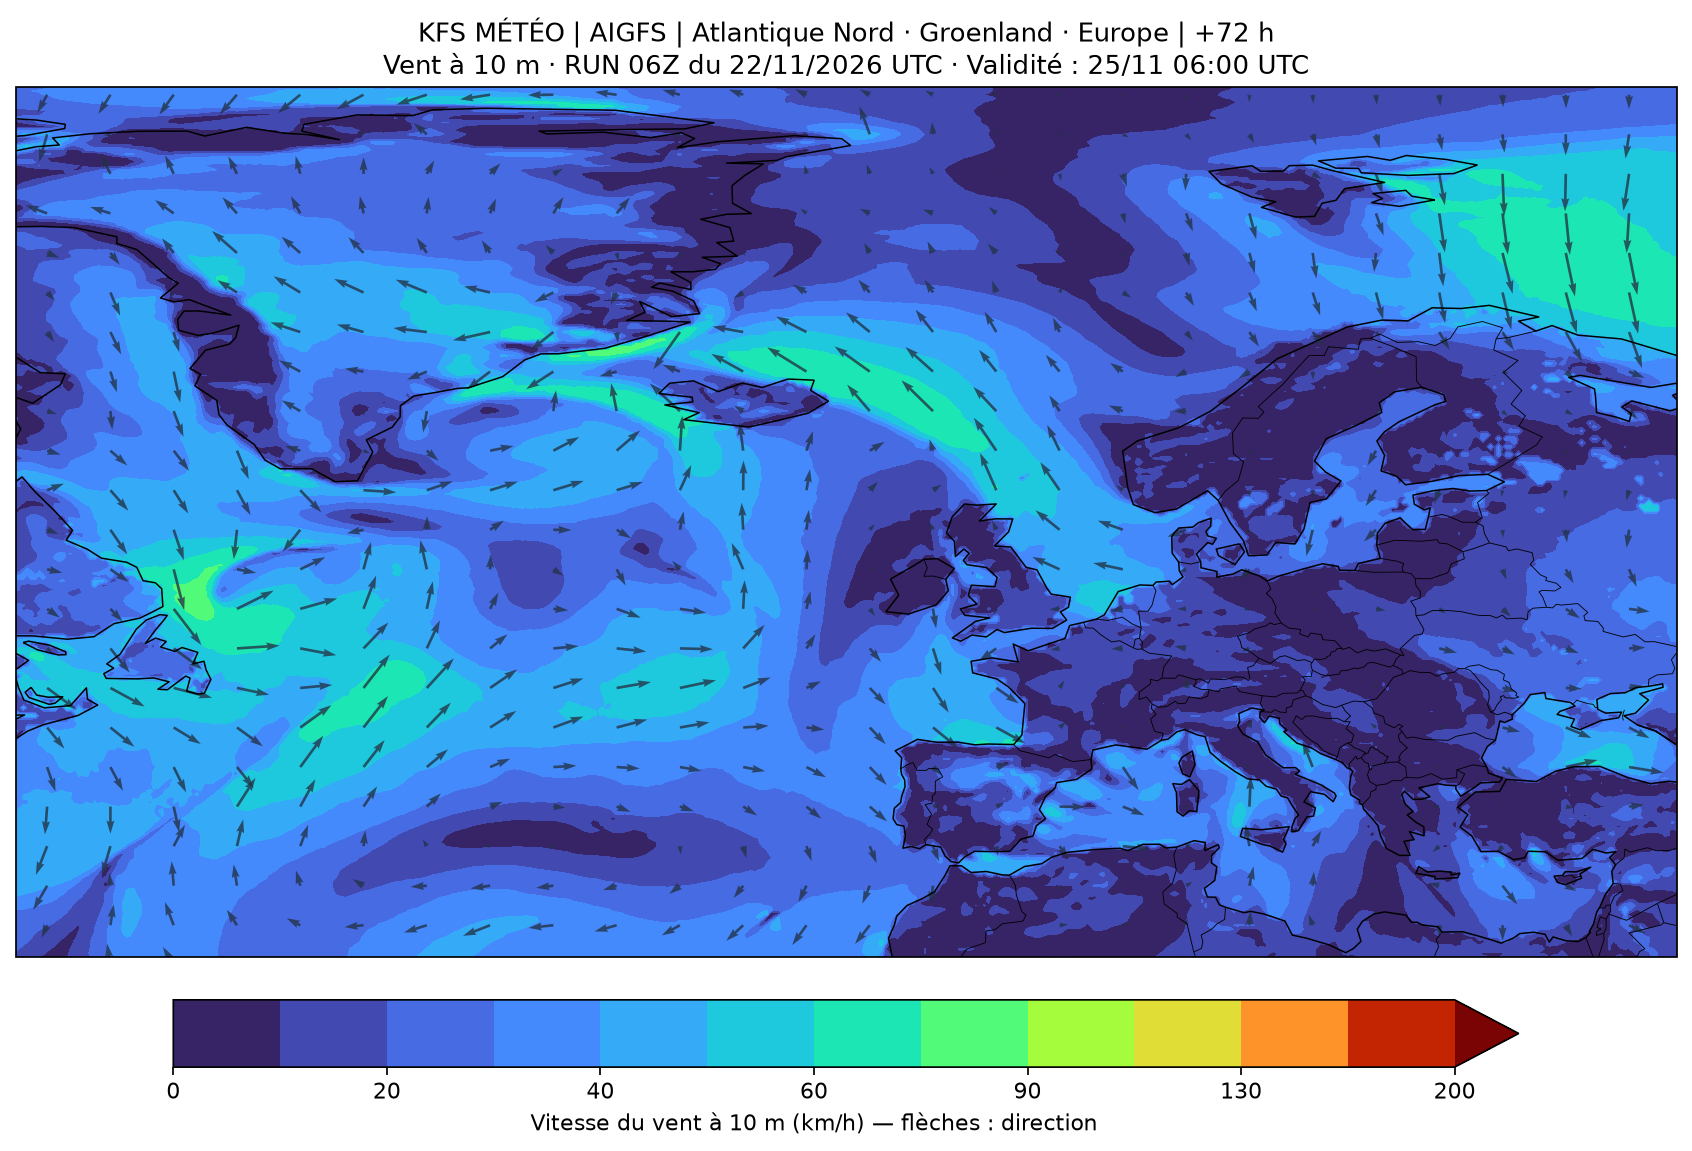 KFS MÉTÉO | AIGFS | Atlantique Nord · Groenland · Europe | +72 h
Vent à 10 m · RUN 06Z du 22/11/2026 UTC · Validité : 25/11 06:00 UTC
0 20 40 60 90 130 200
Vitesse du vent à 10 m (km/h) — flèches : direction